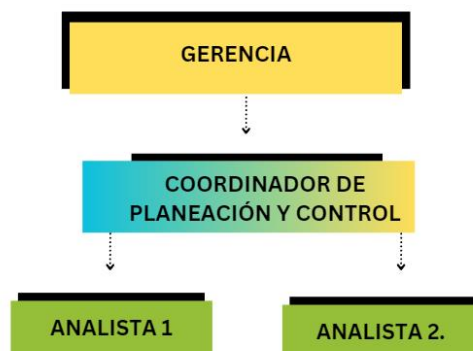 GERENCIA
COORDINADOR DE
PLANEACIÓN Y CONTROL
ANALISTA 1
ANALISTA 2.